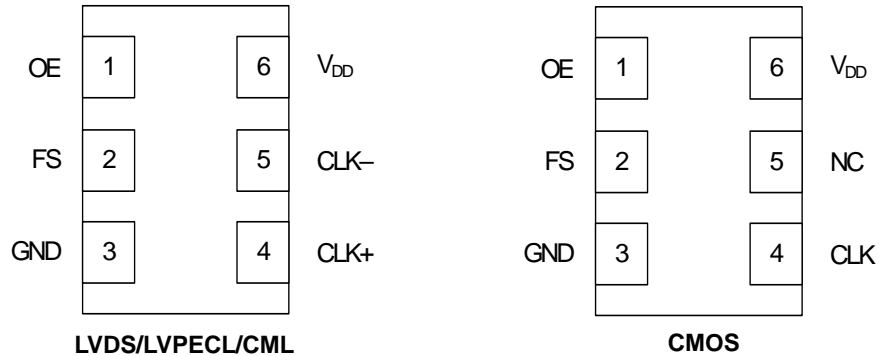 OE 1 6 VDD
FS 2 5 CLK–
GND 3 4 CLK+
LVDS/LVPECL/CML
OE 1 6 VDD
FS 2 5 NC
GND 3 4 CLK
CMOS